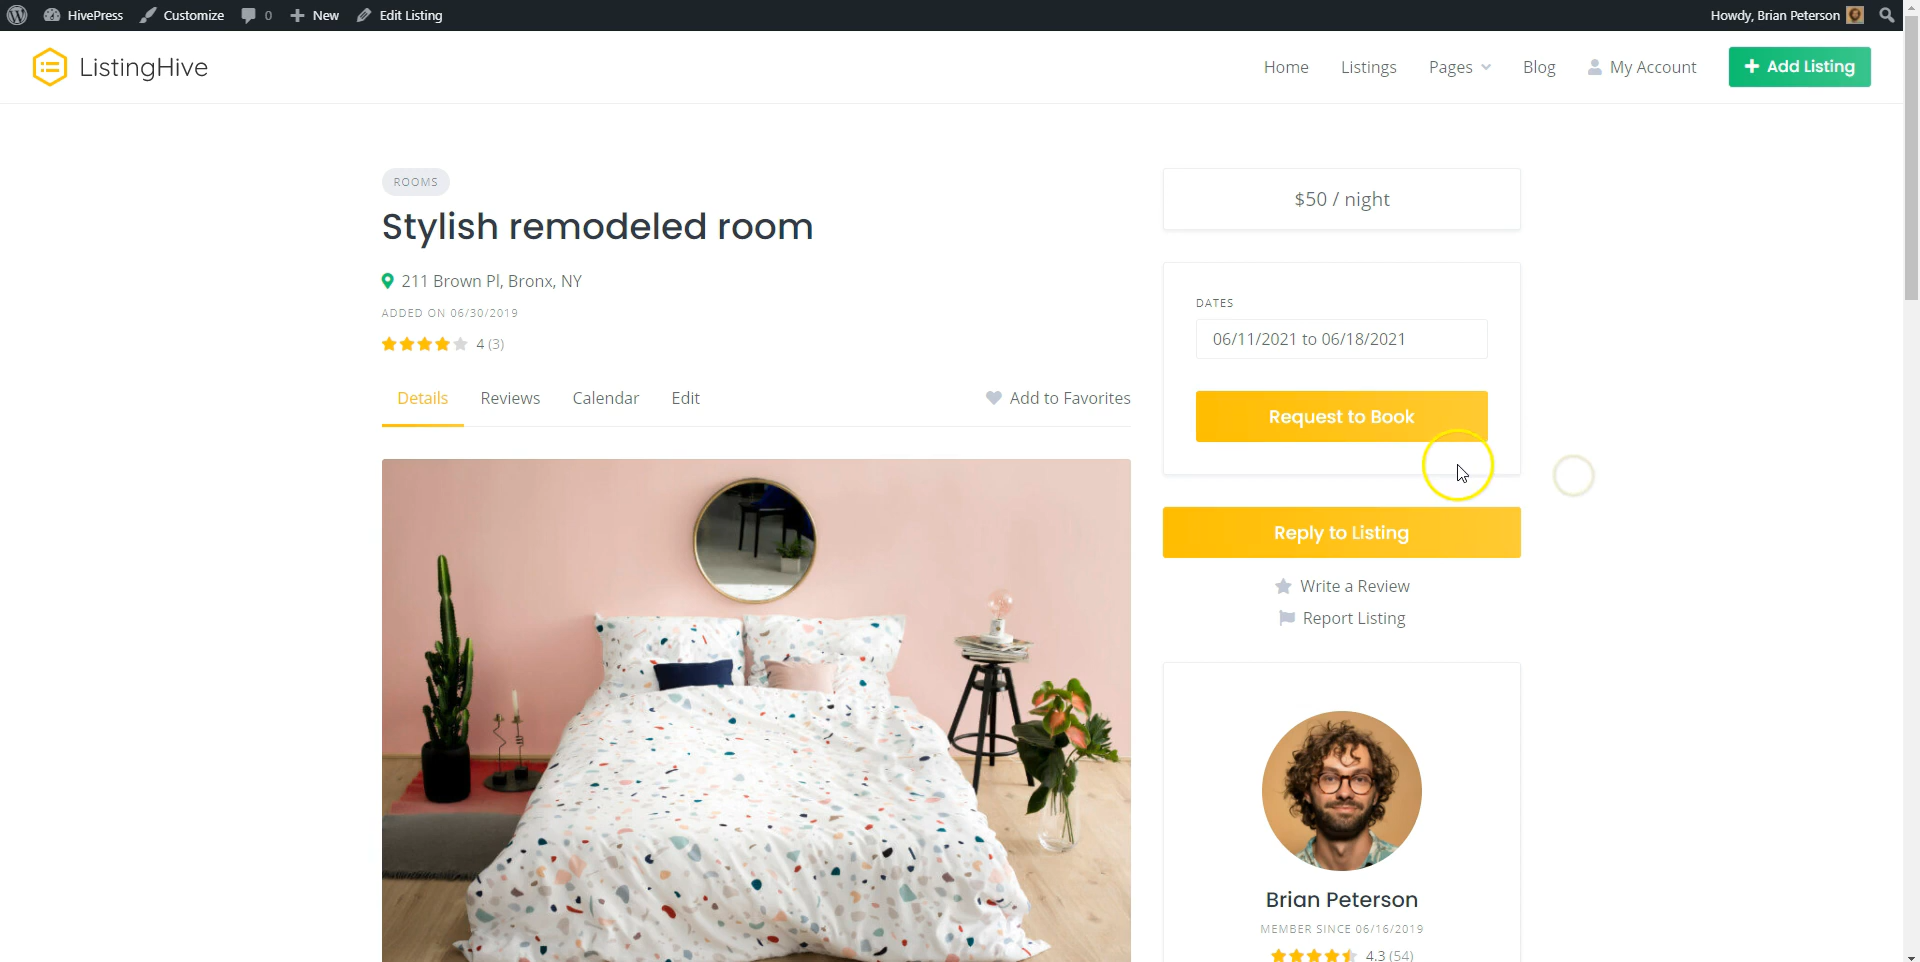 HivePress Customize 0 New Edit Listing Howdy, Brian Peterson
ListingHive Home Listings Pages Blog My Account Add Listing
ROOMS
Stylish remodeled room
211 Brown Pl, Bronx, NY
ADDED ON 06/30/2019
4 (3)
Details Reviews Calendar Edit Add to Favorites
$50 / night
DATES
06/11/2021 to 06/18/2021
Request to Book
Reply to Listing
Write a Review
Report Listing
Brian Peterson
MEMBER SINCE 06/16/2019
4.3 (54)